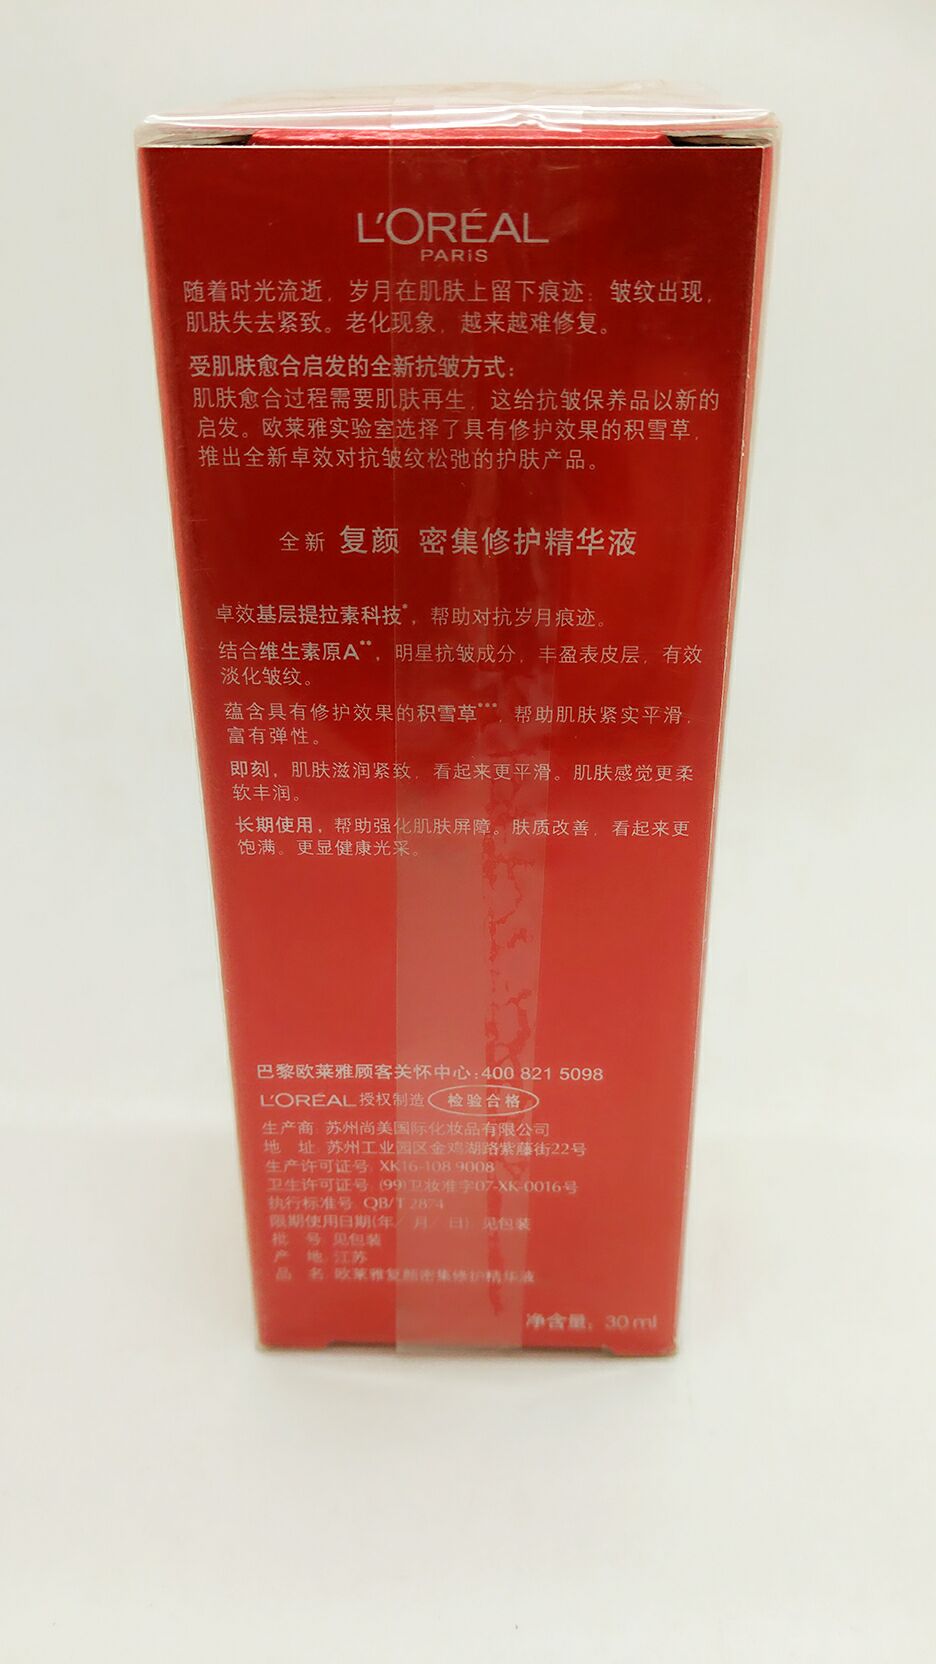 L'ORÉAL
PARiS
随着时光流逝，岁月在肌肤上留下痕迹：皱纹出现，
肌肤失去紧致。老化现象，越来越难修复。
受肌肤愈合启发的全新抗皱方式：
肌肤愈合过程需要肌肤再生，这给抗皱保养品以新的
启发。欧莱雅实验室选择了具有修护效果的积雪草，
推出全新卓效对抗皱纹松弛的护肤产品。
全新 复颜 密集修护精华液
卓效基层提拉素科技*，帮助对抗岁月痕迹。
结合维生素原A**，明星抗皱成分，丰盈表皮层，有效
淡化皱纹。
蕴含具有修护效果的积雪草***，帮助肌肤紧实平滑，
富有弹性。
即刻，肌肤滋润紧致，看起来更平滑。肌肤感觉更柔
软丰润。
长期使用，帮助强化肌肤屏障。肤质改善，看起来更
饱满。更显健康光采。
巴黎欧莱雅顾客关怀中心:400 821 5098
L'ORÉAL 授权制造 检验合格
生产商 苏州尚美国际化妆品有限公司
地 址 苏州工业园区金鸡湖路紫藤街22号
生产许可证号 XK16-108 9008
卫生许可证号 (99)卫妆准字07-XK-0016号
执行标准号 QB/T 2874
限期使用日期(年/ 月/ 日) 见包装
批 号 见包装
产 地 江苏
品 名 欧莱雅复颜密集修护精华液
净含量：30 ml